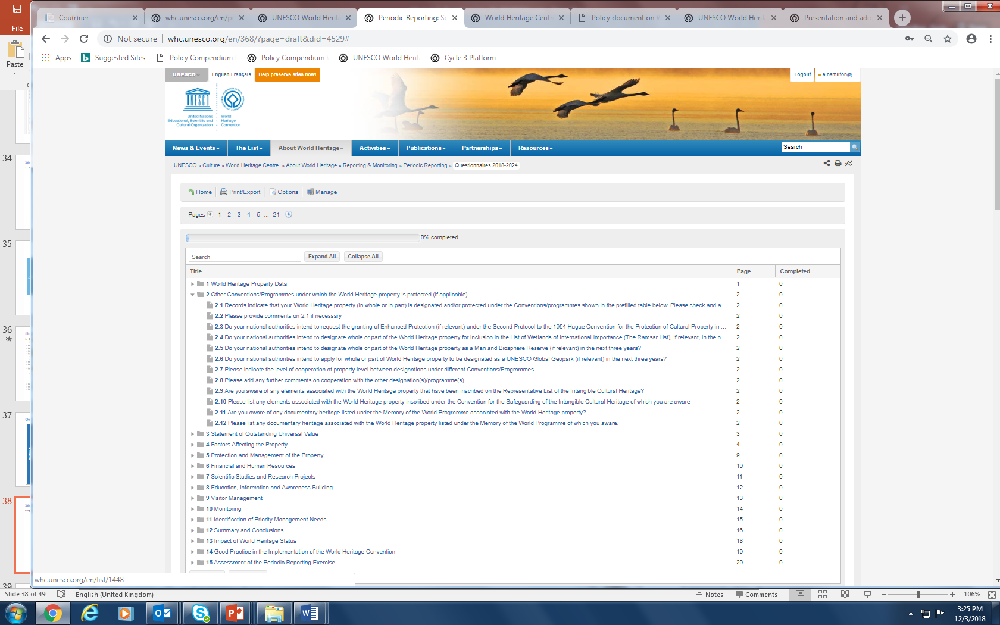 File
Paste
34
35
36
37
38
39
Cou(r)rier
whc.unesco.org/en/p
UNESCO World Herit
Periodic Reporting: Se
World Heritage Centr
Policy document on
UNESCO World Herit
Presentation and ado
Not secure | whc.unesco.org/en/368/?page=draft&did=4529#
Apps
Suggested Sites
Policy Compendium
Policy Compendium
UNESCO World Herit
Cycle 3 Platform
UNESCO
English Français
Help preserve sites now!
Logout
e.hamilton@ ...
UNESCO
United Nations
Educational, Scientific and
Cultural Organization
World
Heritage
Convention
News & Events
The List
About World Heritage
Activities
Publications
Partnerships
Resources
Search
UNESCO » Culture » World Heritage Centre » About World Heritage » Reporting & Monitoring » Periodic Reporting » Questionnaires 2018-2024
Home
Print/Export
Options
Manage
Pages 1 2 3 4 5 ... 21
0% completed
Search
Expand All
Collapse All
Title Page Completed
1 World Heritage Property Data 1 0
2 Other Conventions/Programmes under which the World Heritage property is protected (if applicable) 2 0
2.1 Records indicate that your World Heritage property (in whole or in part) is designated and/or protected under the Conventions/programmes shown in the prefilled table below. Please check and a... 2 0
2.2 Please provide comments on 2.1 if necessary 2 0
2.3 Do your national authorities intend to request the granting of Enhanced Protection (if relevant) under the Second Protocol to the 1954 Hague Convention for the Protection of Cultural Property in ... 2 0
2.4 Do your national authorities intend to designate whole or part of the World Heritage property for inclusion in the List of Wetlands of International Importance (The Ramsar List), if relevant, in the n... 2 0
2.5 Do your national authorities intend to designate whole or part of the World Heritage property as a Man and Biosphere Reserve (if relevant) in the next three years? 2 0
2.6 Do your national authorities intend to apply for whole or part of World Heritage property to be designated as a UNESCO Global Geopark (if relevant) in the next three years? 2 0
2.7 Please indicate the level of cooperation at property level between designations under different Conventions/Programmes 2 0
2.8 Please add any further comments on cooperation with the other designation(s)/programme(s) 2 0
2.9 Are you aware of any elements associated with the World Heritage property that have been inscribed on the Representative List of the Intangible Cultural Heritage? 2 0
2.10 Please list any elements associated with the World Heritage property inscribed under the Convention for the Safeguarding of the Intangible Cultural Heritage of which you are aware 2 0
2.11 Are you aware of any documentary heritage listed under the Memory of the World Programme associated with the World Heritage property? 2 0
2.12 Please list any documentary heritage associated with the World Heritage property listed under the Memory of the World Programme of which you are aware. 2 0
3 Statement of Outstanding Universal Value 3 0
4 Factors Affecting the Property 4 0
5 Protection and Management of the Property 9 0
6 Financial and Human Resources 10 0
7 Scientific Studies and Research Projects 11 0
8 Education, Information and Awareness Building 12 0
9 Visitor Management 13 0
10 Monitoring 14 0
11 Identification of Priority Management Needs 15 0
12 Summary and Conclusions 16 0
13 Impact of World Heritage Status 18 0
14 Good Practice in the Implementation of the World Heritage Convention 19 0
15 Assessment of the Periodic Reporting Exercise 20 0
whc.unesco.org/en/list/1448
Slide 38 of 49
English (United Kingdom)
Notes
Comments
106%
3:25 PM
12/3/2018